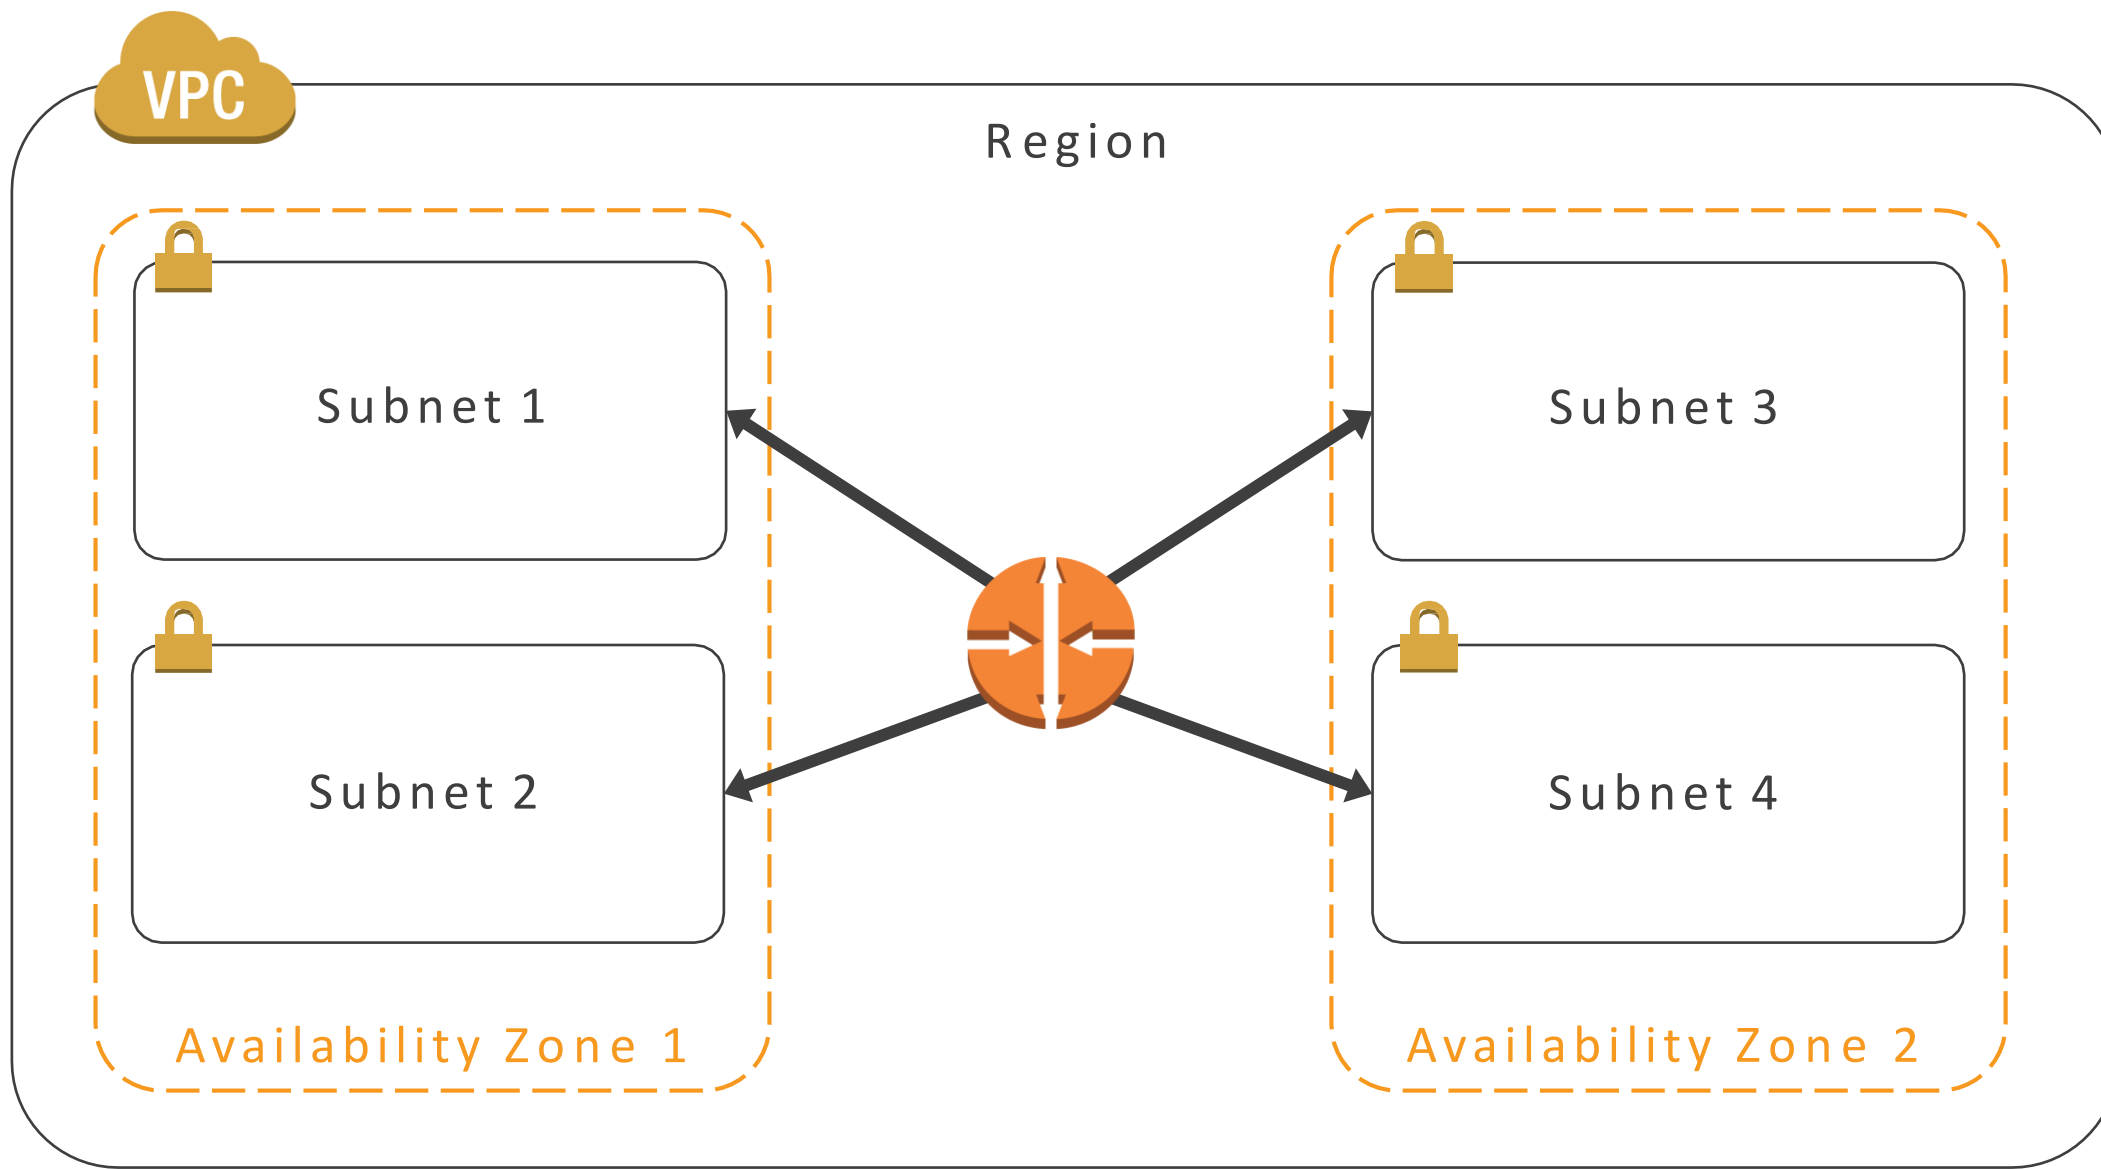 VPC
Region
Subnet 1
Subnet 3
Subnet 2
Subnet 4
Availability Zone 1
Availability Zone 2